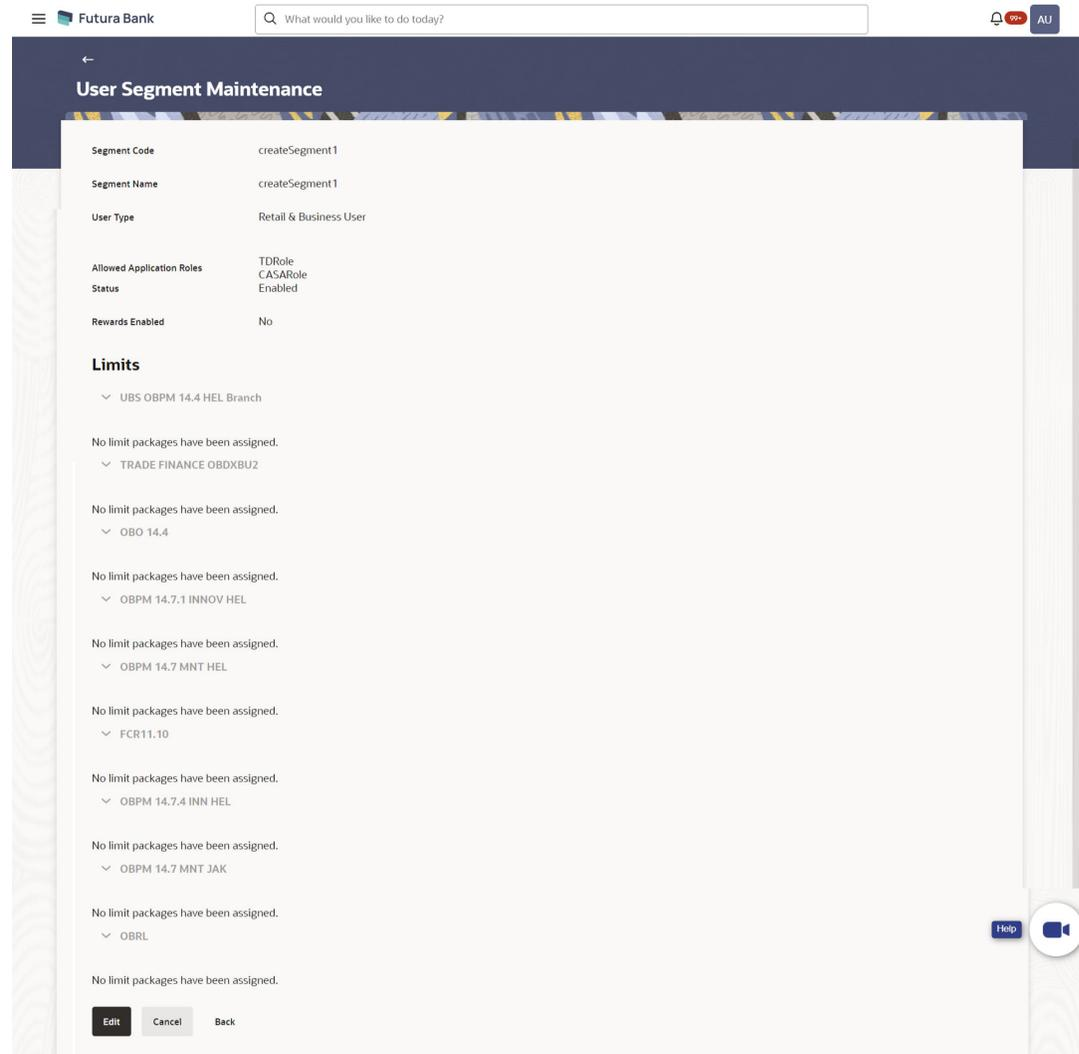 Futura Bank
What would you like to do today?
99+
AU
User Segment Maintenance
Segment Code createSegment1
Segment Name createSegment1
User Type Retail & Business User
Allowed Application Roles TDRole
CASARole
Status Enabled
Rewards Enabled No
Limits
UBS OBPM 14.4 HEL Branch
No limit packages have been assigned.
TRADE FINANCE OBDXBU2
No limit packages have been assigned.
OBO 14.4
No limit packages have been assigned.
OBPM 14.7.1 INNOV HEL
No limit packages have been assigned.
OBPM 14.7 MNT HEL
No limit packages have been assigned.
FCR11.10
No limit packages have been assigned.
OBPM 14.7.4 INN HEL
No limit packages have been assigned.
OBPM 14.7 MNT JAK
No limit packages have been assigned.
OBRL
Help
No limit packages have been assigned.
Edit Cancel Back